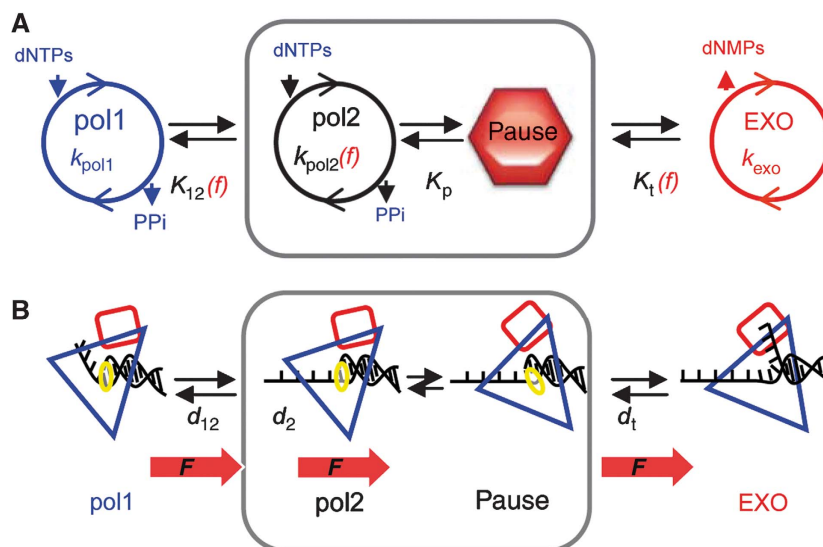 A
dNTPs
pol1
kpol1
PPi
K12(f)
dNTPs
pol2
kpol2(f)
PPi
Kp
Pause
Kt(f)
dNMPs
EXO
kexo
B
d12
d2
dt
F
F
F
pol1
pol2
Pause
EXO